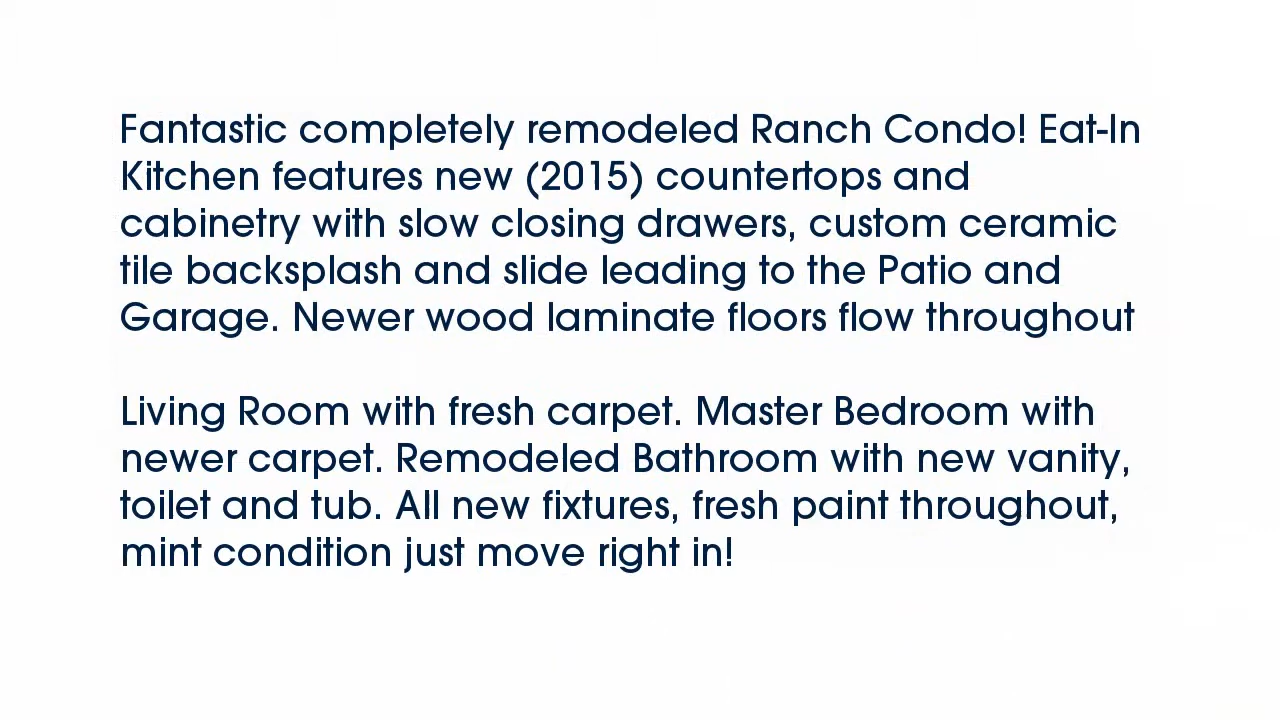 Fantastic completely remodeled Ranch Condo! Eat-In
Kitchen features new (2015) countertops and
cabinetry with slow closing drawers, custom ceramic
tile backsplash and slide leading to the Patio and
Garage. Newer wood laminate floors flow throughout
Living Room with fresh carpet. Master Bedroom with
newer carpet. Remodeled Bathroom with new vanity,
toilet and tub. All new fixtures, fresh paint throughout,
mint condition just move right in!